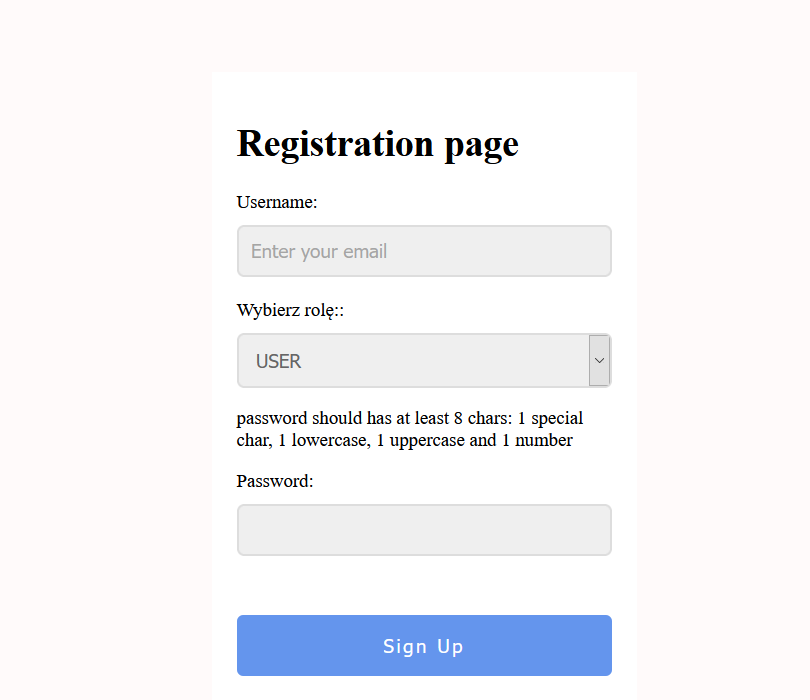 Registration page
Username:
Enter your email
Wybierz rolę::
USER
password should has at least 8 chars: 1 special
char, 1 lowercase, 1 uppercase and 1 number
Password:
Sign Up